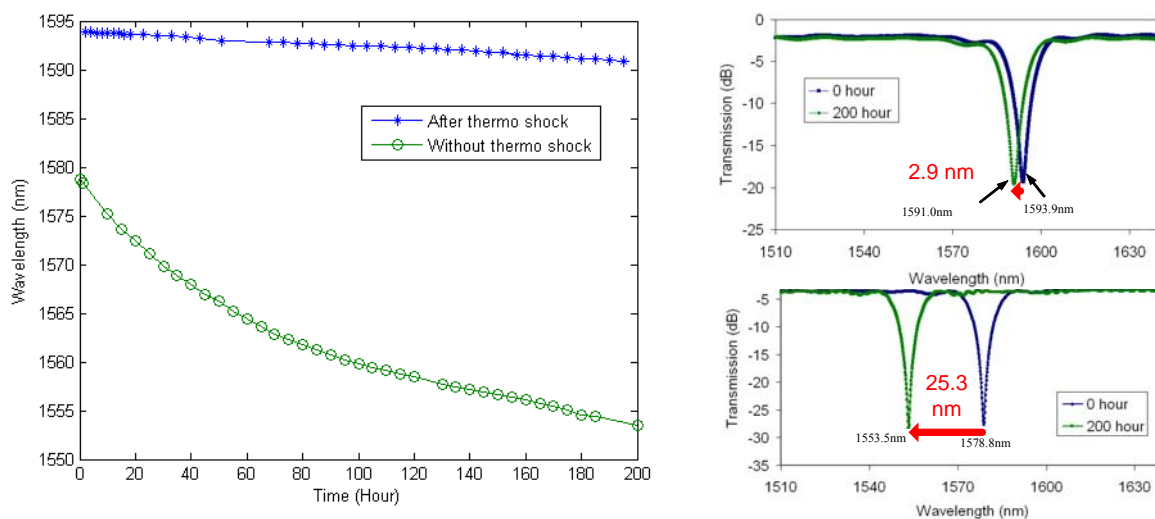 1595
1590
1585
1580
1575
1570
1565
1560
1555
1550
Wavelength (nm)
After thermo shock
Without thermo shock
0
20
40
60
80
100
120
140
160
180
200
Time (Hour)
0
-5
-10
-15
-20
-25
Transmission (dB)
0 hour
200 hour
2.9 nm
1591.0nm
1593.9nm
1510
1540
1570
1600
1630
Wavelength (nm)
-5
-10
-15
-20
-25
-30
-35
Transmission (dB)
25.3
nm
0 hour
200 hour
1553.5nm
1578.8nm
1510
1540
1570
1600
1630
Wavelength (nm)